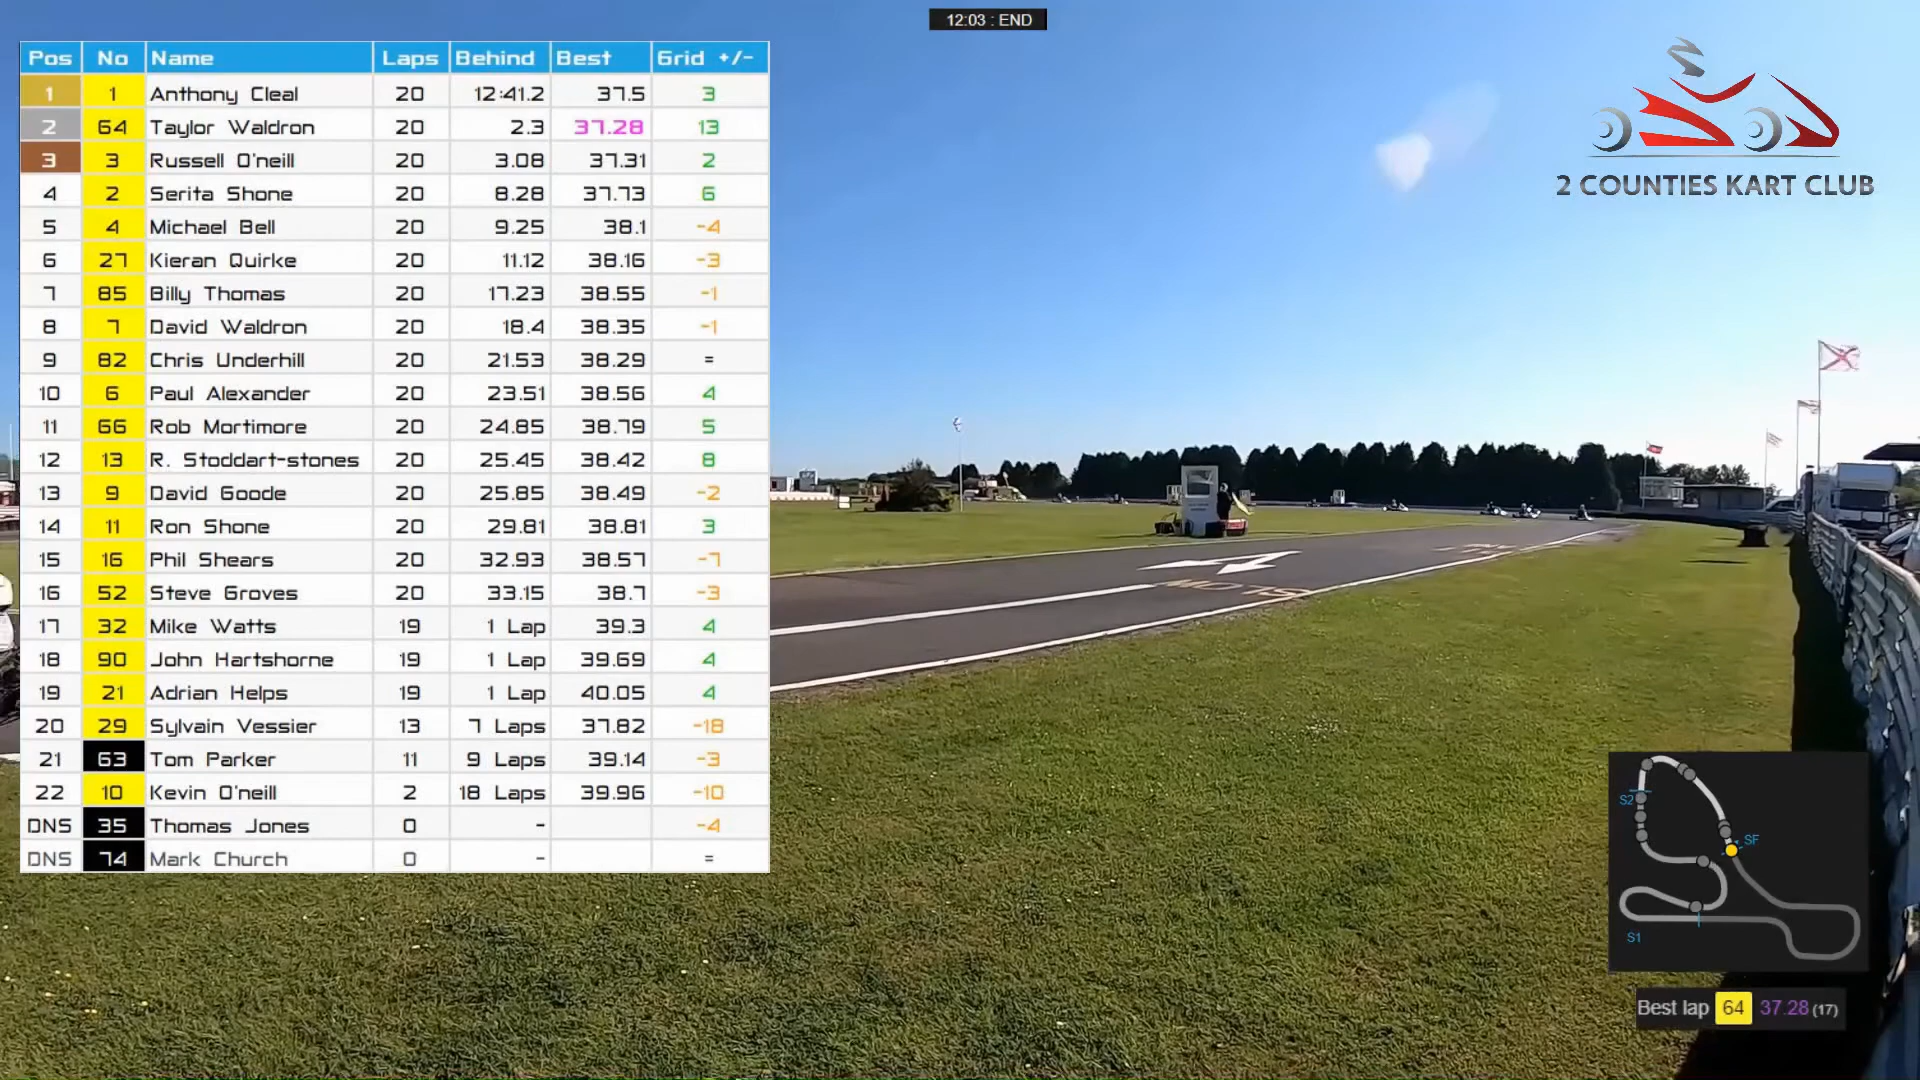 12:03 : END
Pos No Name Laps Behind Best Grid +/-
1 1 Anthony Cleal 20 12:41.2 37.5 3
2 64 Taylor Waldron 20 2.3 37.28 13
3 3 Russell O'neill 20 3.08 37.31 2
4 2 Serita Shone 20 8.28 37.73 6
5 4 Michael Bell 20 9.25 38.1 -4
6 27 Kieran Quirke 20 11.12 38.16 -3
7 85 Billy Thomas 20 17.23 38.55 -1
8 7 David Waldron 20 18.4 38.35 -1
9 82 Chris Underhill 20 21.53 38.29 =
10 6 Paul Alexander 20 23.51 38.56 4
11 66 Rob Mortimore 20 24.85 38.79 5
12 13 R. Stoddart-stones 20 25.45 38.42 8
13 9 David Goode 20 25.85 38.49 -2
14 11 Ron Shone 20 29.81 38.81 3
15 16 Phil Shears 20 32.93 38.57 -7
16 52 Steve Groves 20 33.15 38.7 -3
17 32 Mike Watts 19 1 Lap 39.3 4
18 90 John Hartshorne 19 1 Lap 39.69 4
19 21 Adrian Helps 19 1 Lap 40.05 4
20 29 Sylvain Vessier 13 7 Laps 37.82 -18
21 63 Tom Parker 11 9 Laps 39.14 -3
22 10 Kevin O'neill 2 18 Laps 39.96 -10
DNS 35 Thomas Jones 0 - -4
DNS 74 Mark Church 0 - =
2 COUNTIES KART CLUB
SLOW
S2
SF
S1
Best lap 64 37.28 (17)